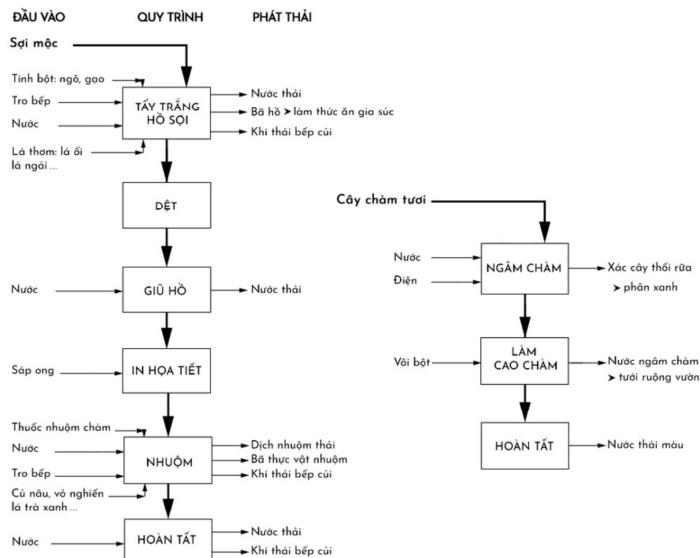 ĐẦU VÀO
QUY TRÌNH
PHÁT THẢI
Sợi mộc
Tinh bột: ngô, gạo
Tro bếp
Nước
Lá thơm: lá ổi
lá ngái...
TẨY TRẮNG
HỒ SỢI
Nước thải
Bã hồ ➤ làm thức ăn gia súc
Khí thải bếp củi
DỆT
Nước
GIŨ HỒ
Nước thải
Sáp ong
IN HỌA TIẾT
Thuốc nhuộm chàm
Nước
Tro bếp
Củ nâu, vỏ nghiến
lá trà xanh...
NHUỘM
Dịch nhuộm thải
Bã thực vật nhuộm
Khí thải bếp củi
Nước
HOÀN TẤT
Nước thải
Khí thải bếp củi
Cây chàm tươi
Nước
Điện
NGÂM CHÀM
Xác cây thối rữa
➤ phân xanh
Vôi bột
LÀM
CAO CHÀM
Nước ngâm chàm
➤ tưới ruộng vườn
HOÀN TẤT
Nước thải màu